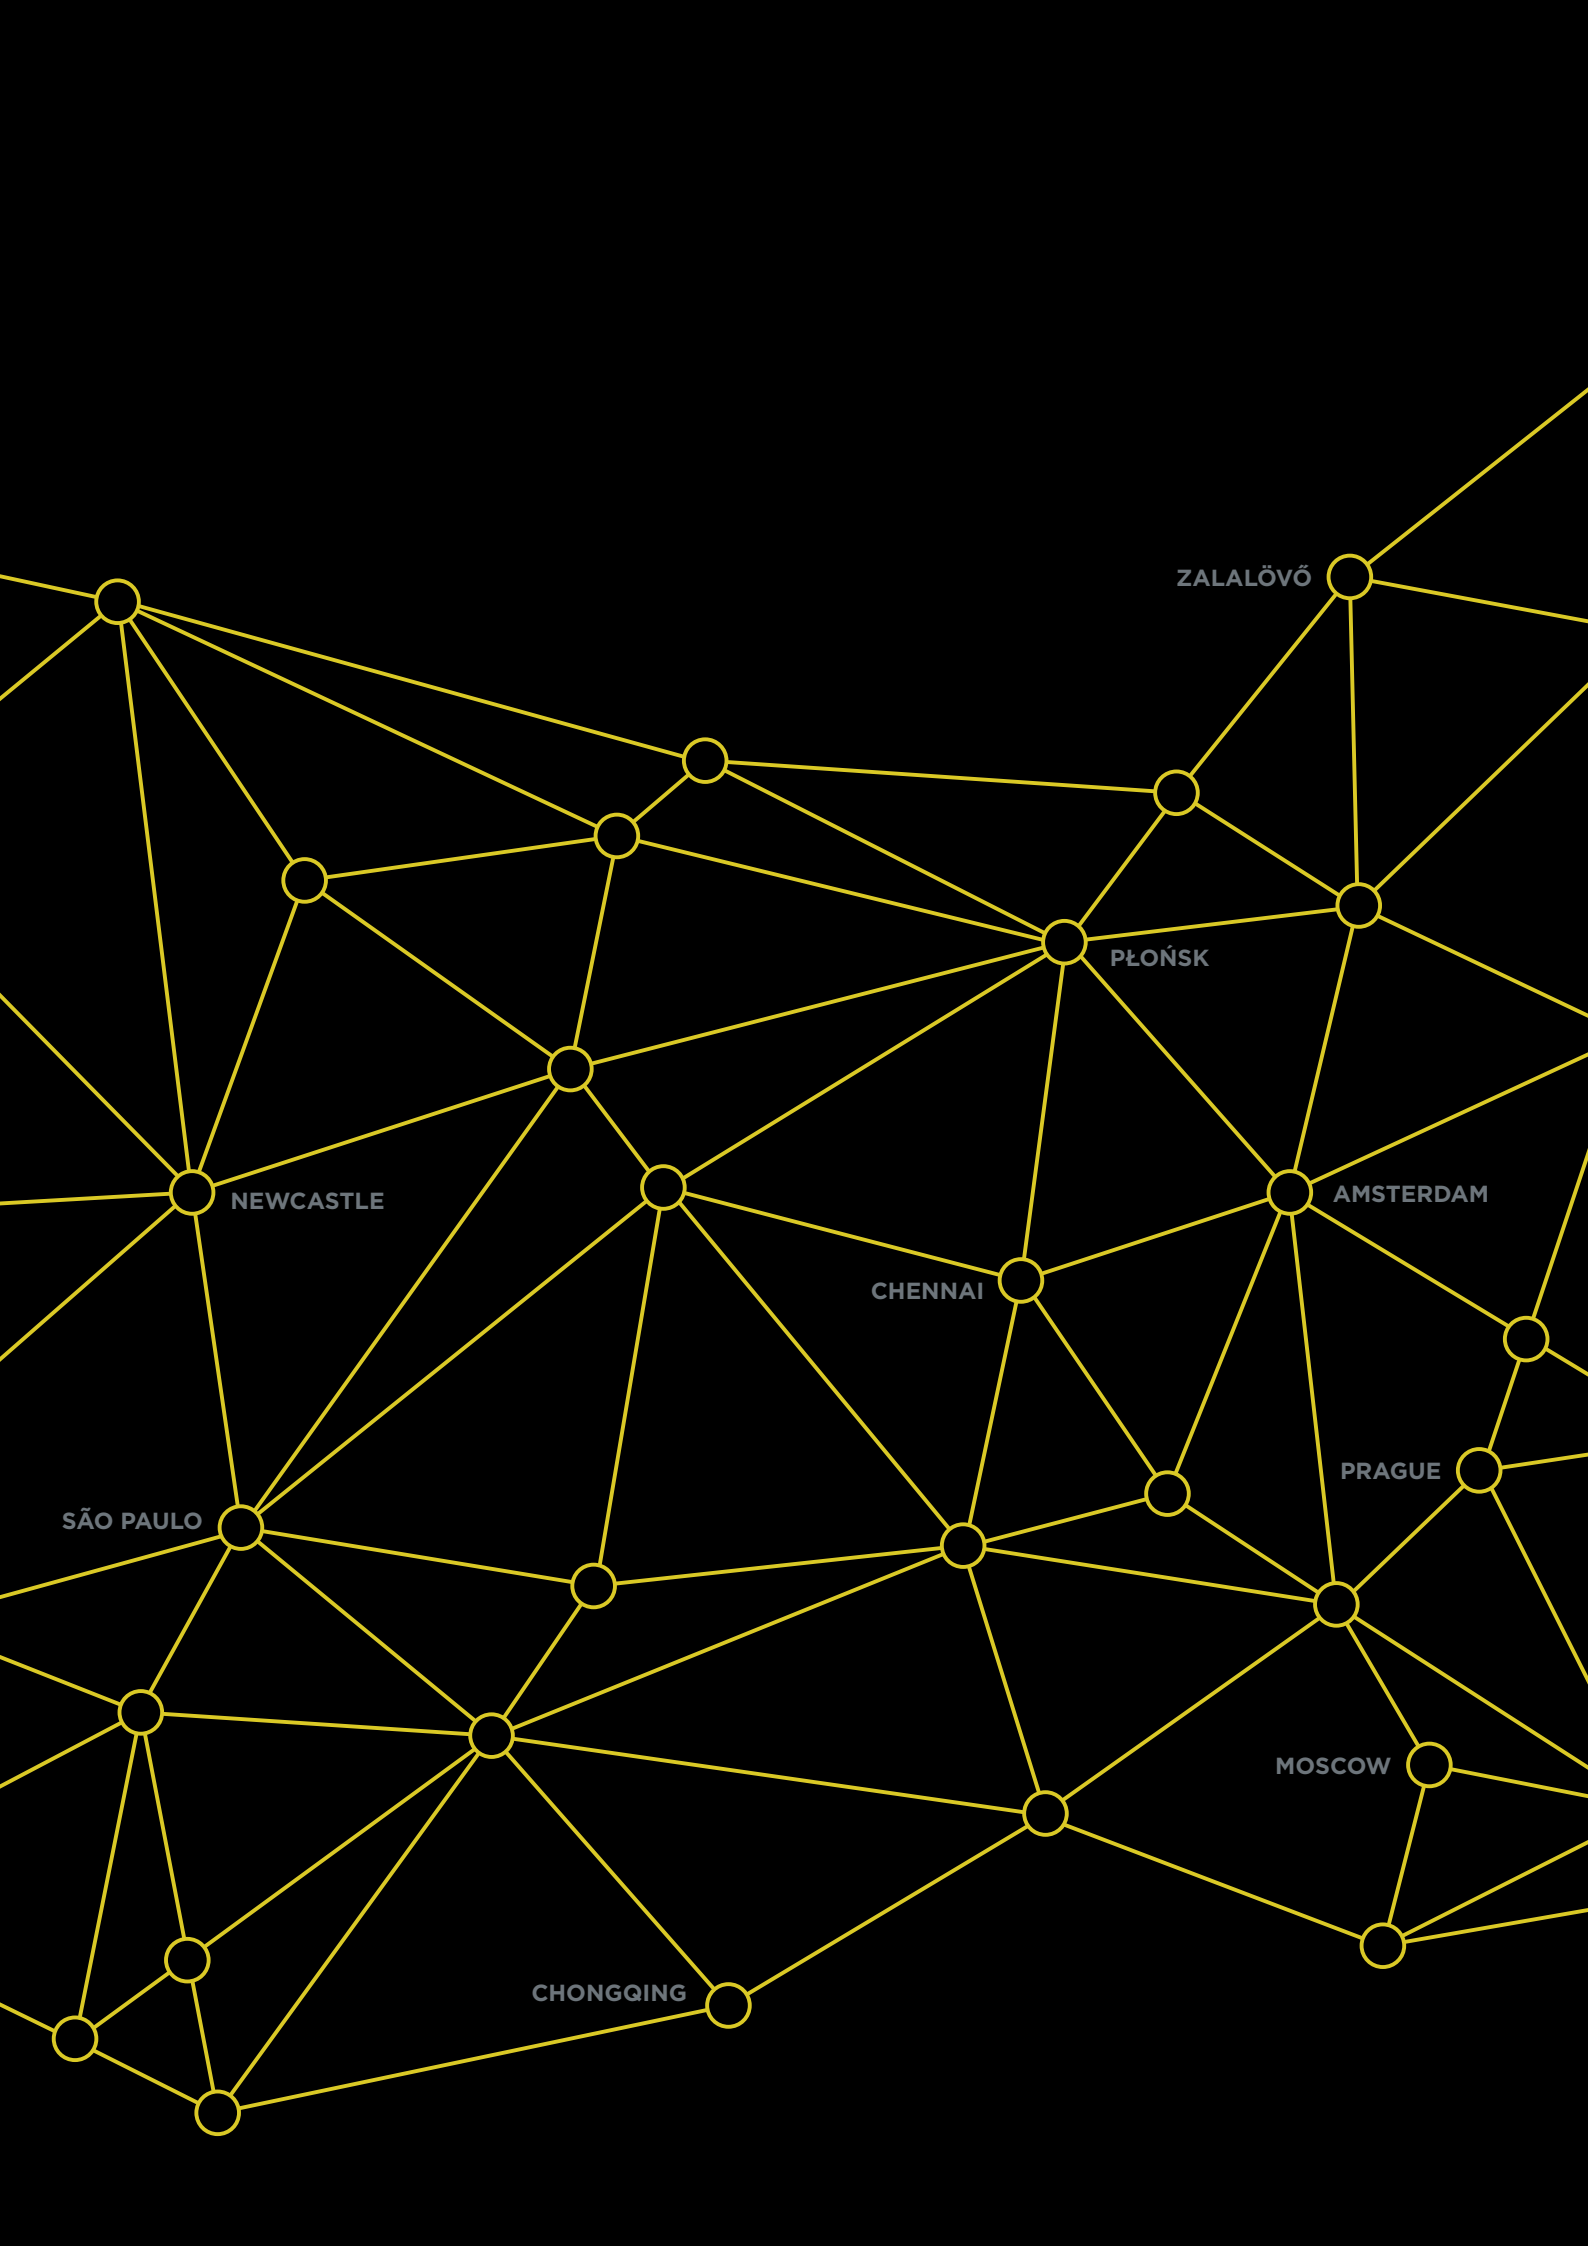 ZALALÖVŐ
PŁOŃSK
NEWCASTLE
AMSTERDAM
CHENNAI
PRAGUE
SÃO PAULO
MOSCOW
CHONGQING